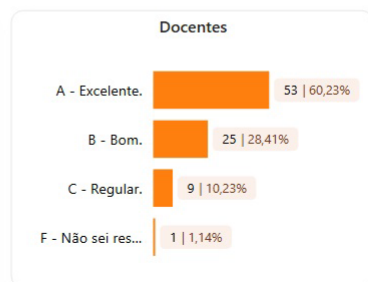 Docentes
A - Excelente. 53 | 60,23%
B - Bom. 25 | 28,41%
C - Regular. 9 | 10,23%
F - Não sei res... 1 | 1,14%